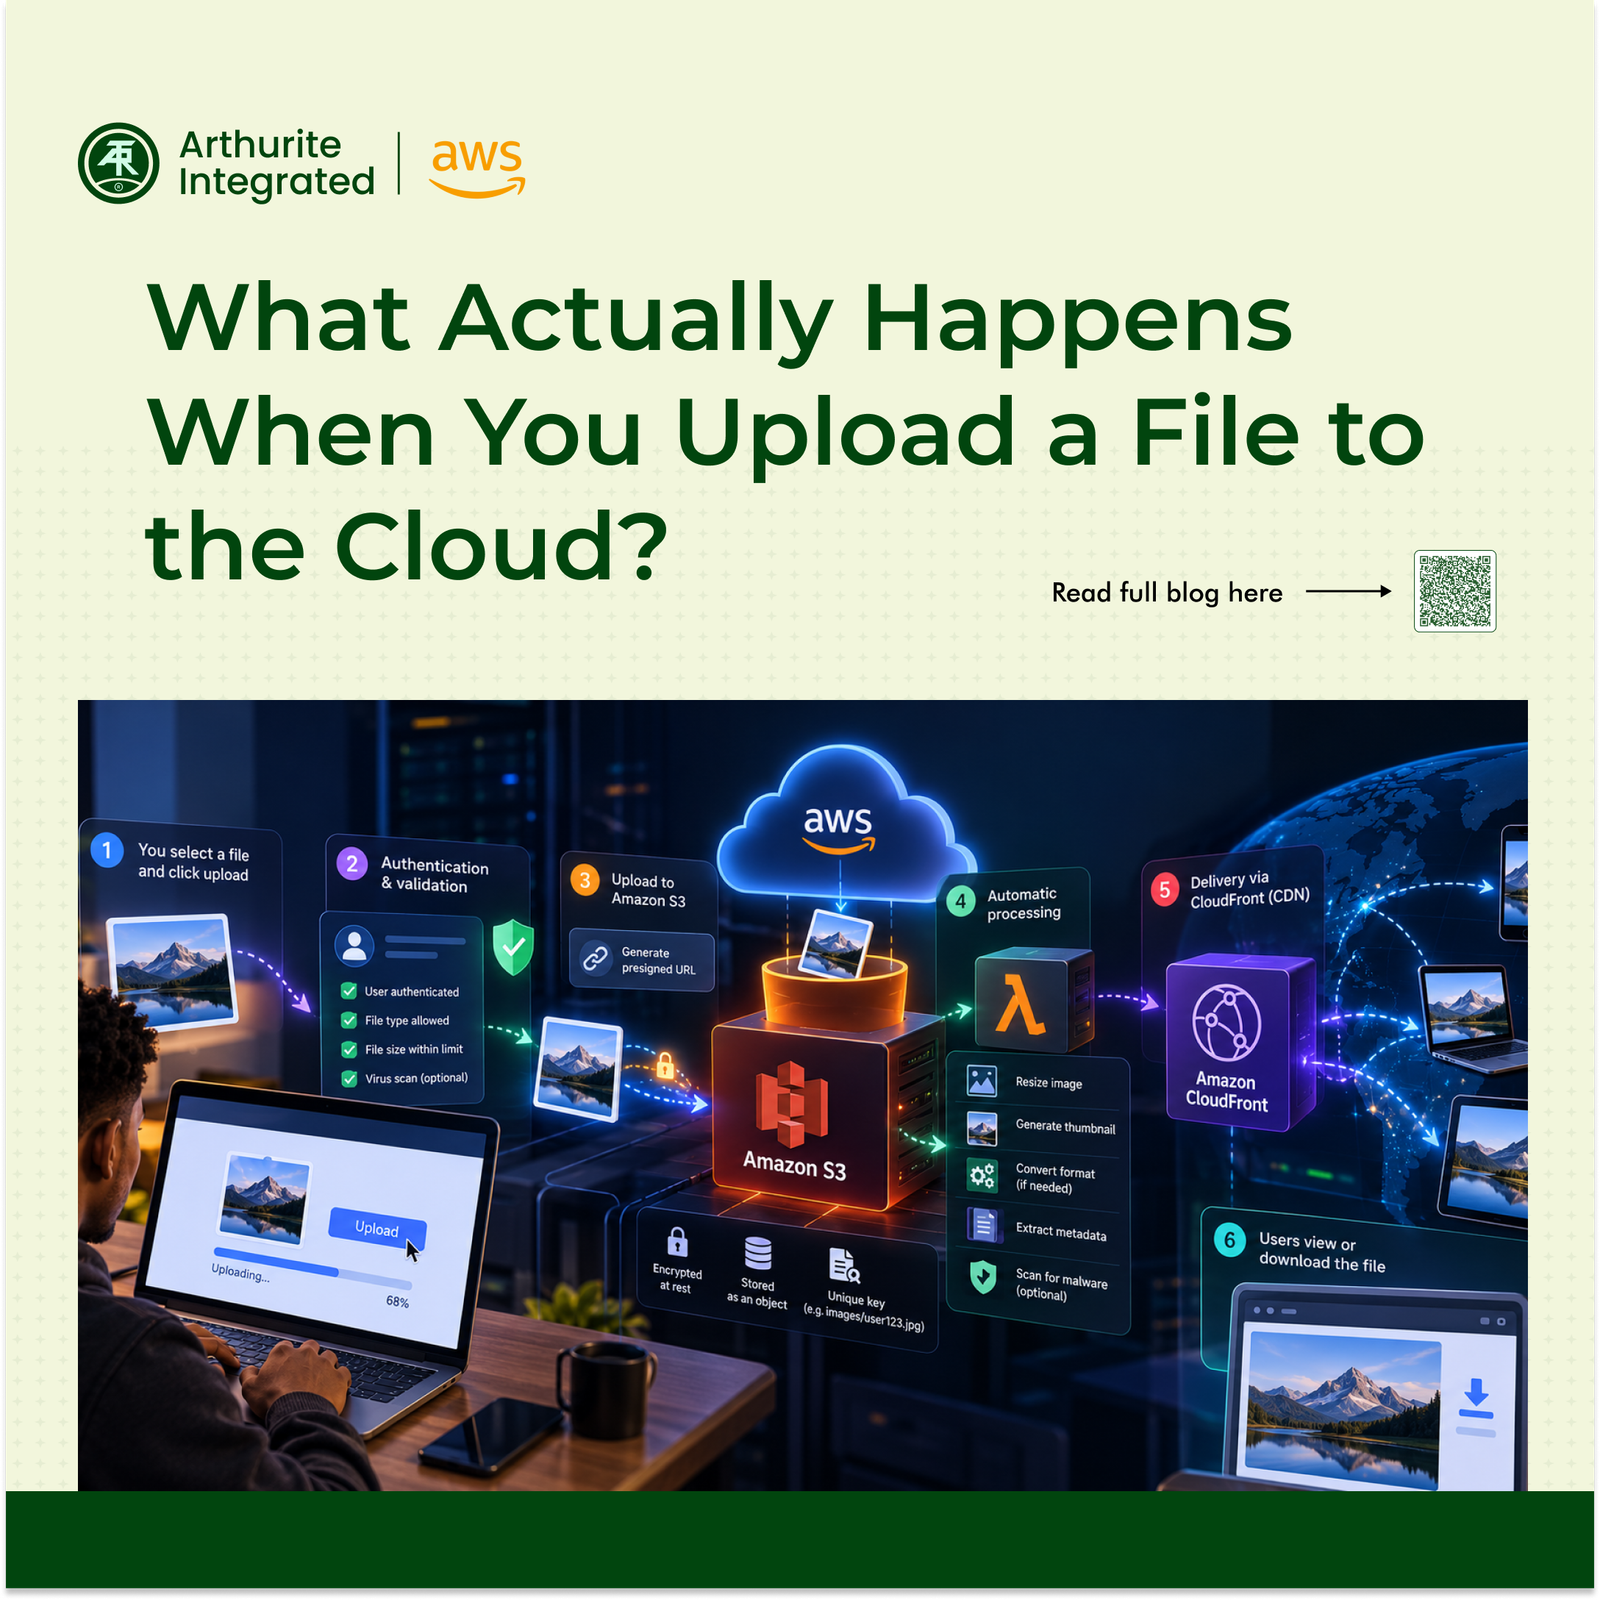 Arthurite
Integrated
aws
What Actually Happens
When You Upload a File to
the Cloud?
Read full blog here
aws
1
You select a file
and click upload
2
Authentication
& validation
User authenticated
File type allowed
File size within limit
Virus scan (optional)
3
Upload to
Amazon S3
Generate
presigned URL
Amazon S3
Encrypted
at rest
Stored
as an object
Unique key
(e.g. images/user123.jpg)
4
Automatic
processing
λ
Resize image
Generate thumbnail
Convert format
(if needed)
Extract metadata
Scan for malware
(optional)
5
Delivery via
CloudFront (CDN)
Amazon
CloudFront
6
Users view or
download the file
Upload
Uploading...
68%